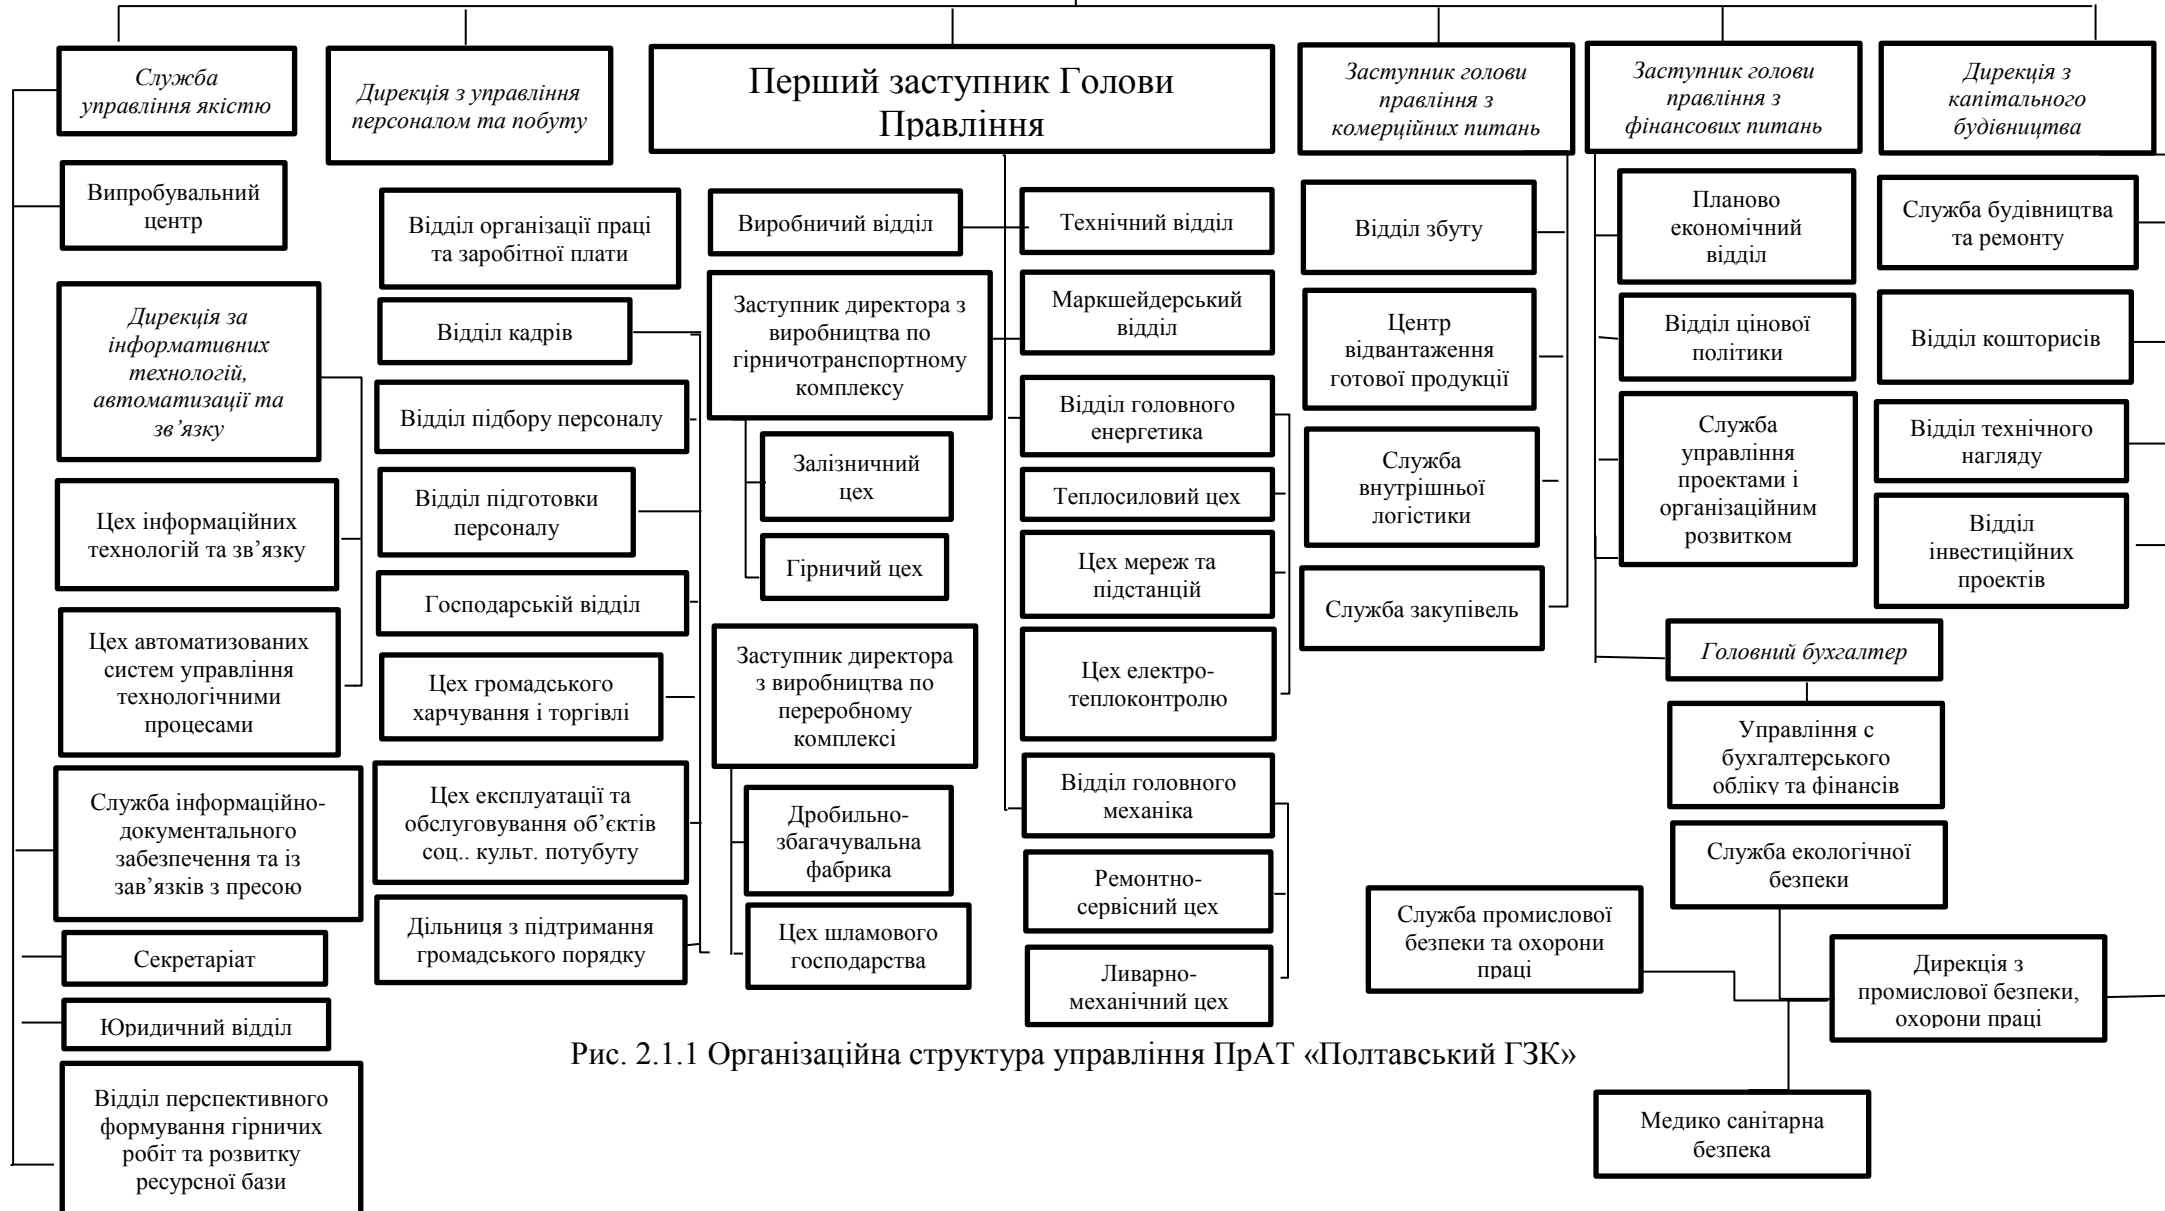 Служба
управління якістю
Дирекція з управління
персоналом та побуту
Перший заступник Голови
Правління
Заступник голови
правління з
комерційних питань
Заступник голови
правління з
фінансових питань
Дирекція з
капітального
будівництва
Випробувальний
центр
Дирекція за
інформативних
технологій,
автоматизації та
зв’язку
Цех інформаційних
технологій та зв’язку
Цех автоматизованих
систем управління
технологічними
процесами
Служба інформаційно-
документального
забезпечення та із
зав’язків з пресою
Секретаріат
Юридичний відділ
Відділ перспективного
формування гірничих
робіт та розвитку
ресурсної бази
Відділ організації праці
та заробітної плати
Відділ кадрів
Відділ підбору персоналу
Відділ підготовки
персоналу
Господарській відділ
Цех громадського
харчування і торгівлі
Цех експлуатації та
обслуговування об’єктів
соц.. культ. потубуту
Дільниця з підтримання
громадського порядку
Виробничий відділ
Заступник директора з
виробництва по
гірничотранспортному
комплексу
Залізничний
цех
Гірничий цех
Заступник директора
з виробництва по
переробному
комплексі
Дробильно-
збагачувальна
фабрика
Цех шламового
господарства
Технічний відділ
Маркшейдерський
відділ
Відділ головного
енергетика
Теплосиловий цех
Цех мереж та
підстанцій
Цех електро-
теплоконтролю
Відділ головного
механіка
Ремонтно-
сервісний цех
Ливарно-
механічний цех
Відділ збуту
Центр
відвантаження
готової продукції
Служба
внутрішньої
логістики
Служба закупівель
Планово
економічний
відділ
Відділ цінової
політики
Служба
управління
проектами і
організаційним
розвитком
Головний бухгалтер
Управління с
бухгалтерського
обліку та фінансів
Служба екологічної
безпеки
Служба будівництва
та ремонту
Відділ кошторисів
Відділ технічного
нагляду
Відділ
інвестиційних
проектів
Служба промислової
безпеки та охорони
праці
Дирекція з
промислової безпеки,
охорони праці
Медико санітарна
безпека
Рис. 2.1.1 Організаційна структура управління ПрАТ «Полтавський ГЗК»